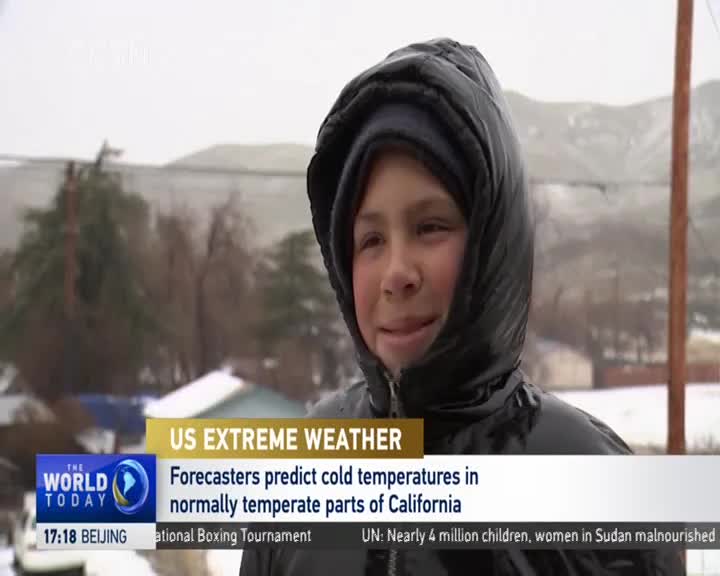 US EXTREME WEATHER
Forecasters predict cold temperatures in
normally temperate parts of California
THE
WORLD
TODAY
17:18 BEIJING
ational Boxing Tournament UN: Nearly 4 million children, women in Sudan malnourished